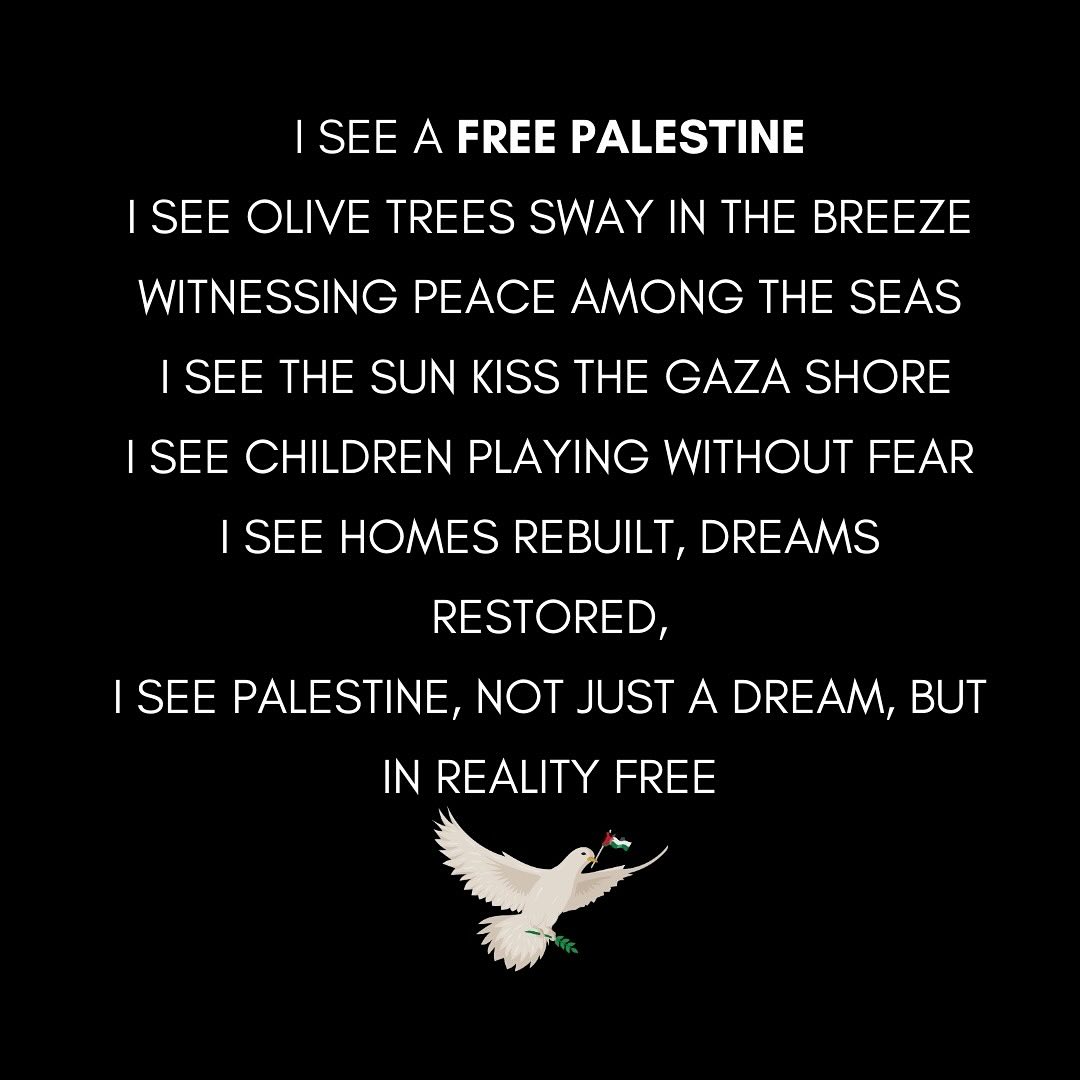 I SEE A FREE PALESTINE
I SEE OLIVE TREES SWAY IN THE BREEZE
WITNESSING PEACE AMONG THE SEAS
I SEE THE SUN KISS THE GAZA SHORE
I SEE CHILDREN PLAYING WITHOUT FEAR
I SEE HOMES REBUILT, DREAMS
RESTORED,
I SEE PALESTINE, NOT JUST A DREAM, BUT
IN REALITY FREE